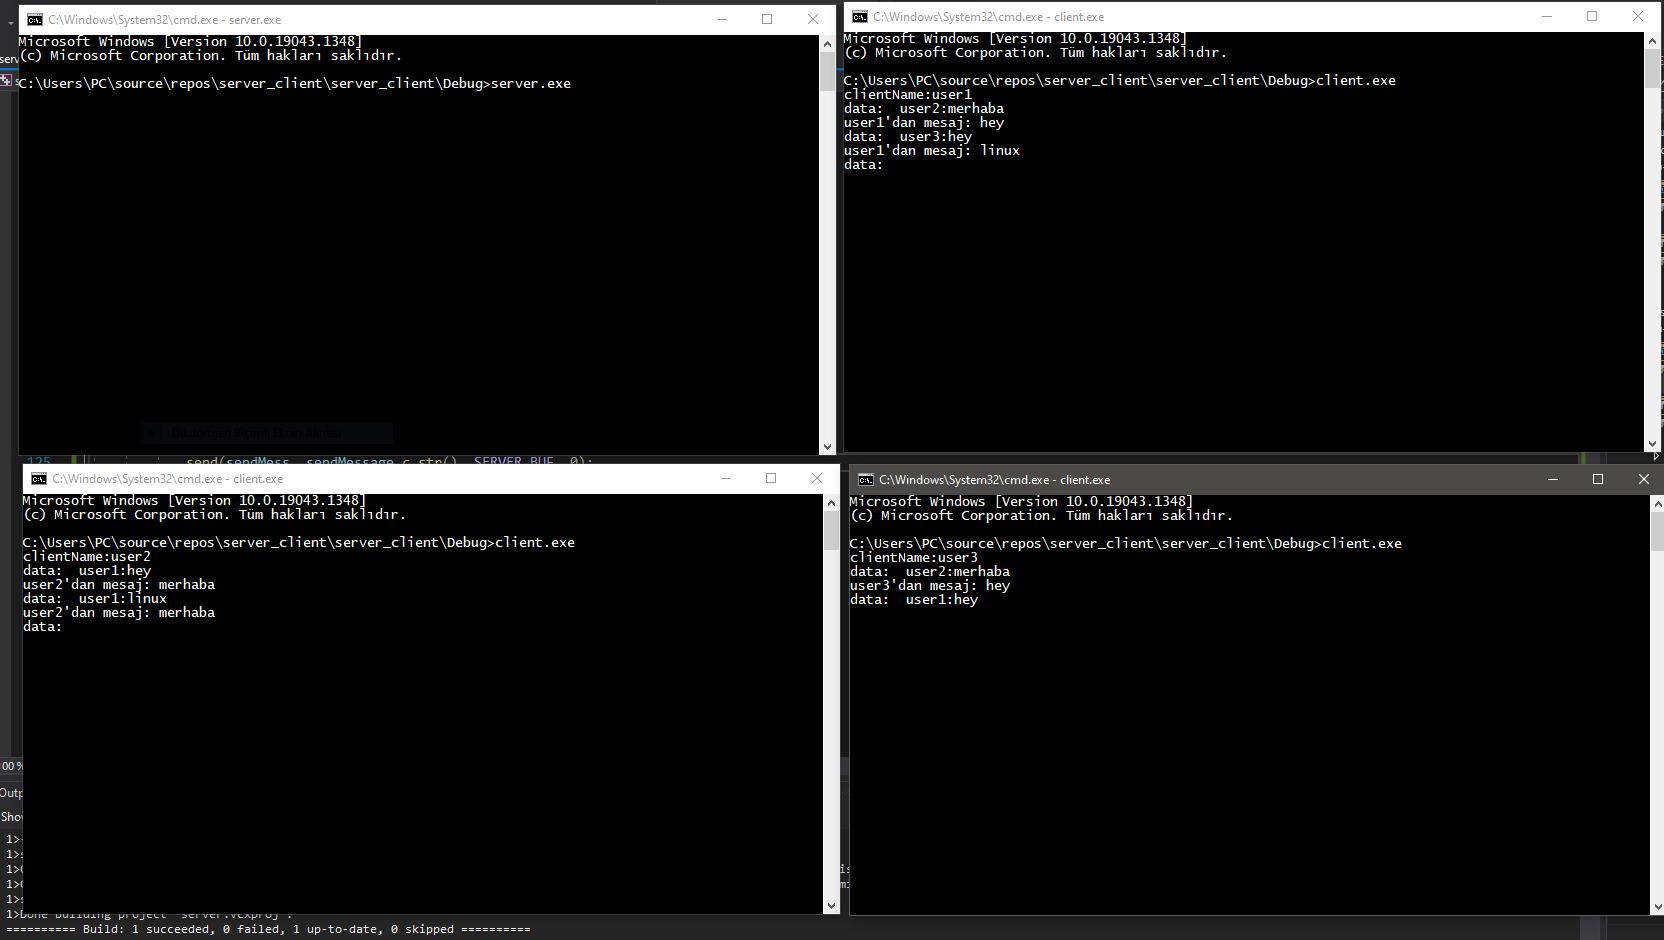 C:\Windows\System32\cmd.exe - server.exe
Microsoft Windows [Version 10.0.19043.1348]
(c) Microsoft Corporation. Tüm hakları saklıdır.
C:\Users\PC\source\repos\server_client\server_client\Debug>server.exe
C:\Windows\System32\cmd.exe - client.exe
Microsoft Windows [Version 10.0.19043.1348]
(c) Microsoft Corporation. Tüm hakları saklıdır.
C:\Users\PC\source\repos\server_client\server_client\Debug>client.exe
clientName:user1
data:  user2:merhaba
user1'dan mesaj: hey
data:  user3:hey
user1'dan mesaj: linux
data:
125 send(sendMess, sendMessage.c_str(), SERVER_BUF, 0);
C:\Windows\System32\cmd.exe - client.exe
Microsoft Windows [Version 10.0.19043.1348]
(c) Microsoft Corporation. Tüm hakları saklıdır.
C:\Users\PC\source\repos\server_client\server_client\Debug>client.exe
clientName:user2
data:  user1:hey
user2'dan mesaj: merhaba
data:  user1:linux
user2'dan mesaj: merhaba
data:
C:\Windows\System32\cmd.exe - client.exe
Microsoft Windows [Version 10.0.19043.1348]
(c) Microsoft Corporation. Tüm hakları saklıdır.
C:\Users\PC\source\repos\server_client\server_client\Debug>client.exe
clientName:user3
data:  user2:merhaba
user3'dan mesaj: hey
data:  user1:hey
100 %
Outp
Show
1>
1>s
1>
1>
1>s
1>Done building project "server.vcxproj".
========== Build: 1 succeeded, 0 failed, 1 up-to-date, 0 skipped ==========